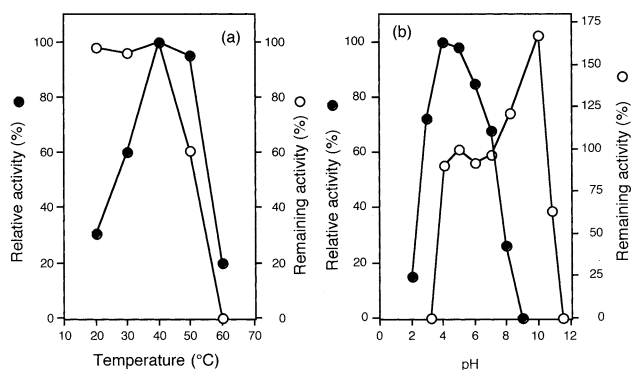 (a)
100
80
60
40
20
0
Relative activity (%)
10 20 30 40 50 60 70
Temperature (°C)
100
80
60
40
20
0
Remaining activity (%)
(b)
100
80
60
40
20
0
Relative activity (%)
0 2 4 6 8 10 12
pH
175
150
125
100
75
50
25
0
Remaining activity (%)